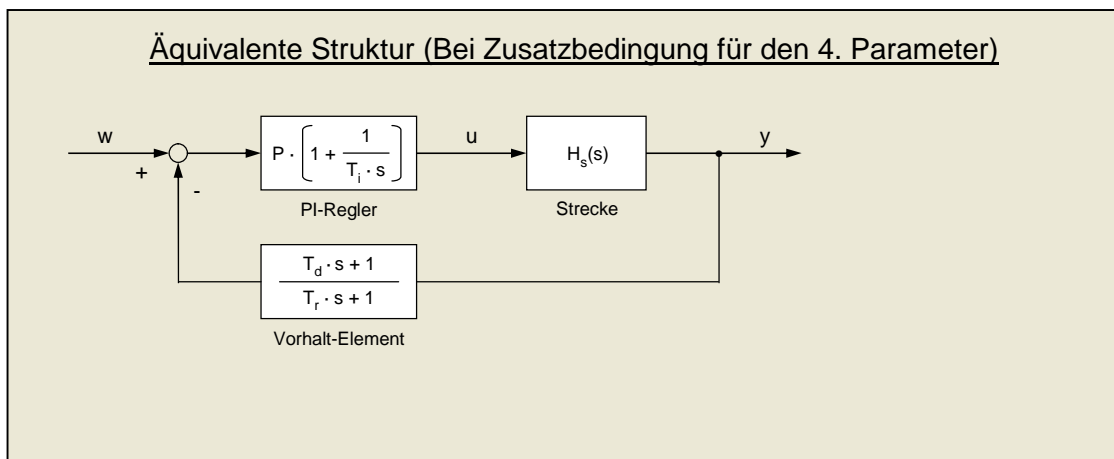 Äquivalente Struktur (Bei Zusatzbedingung für den 4. Parameter)
w
+
-
P · ( 1 + 1 / (T_i · s) )
PI-Regler
u
H_s(s)
Strecke
y
T_d · s + 1
T_r · s + 1
Vorhalt-Element